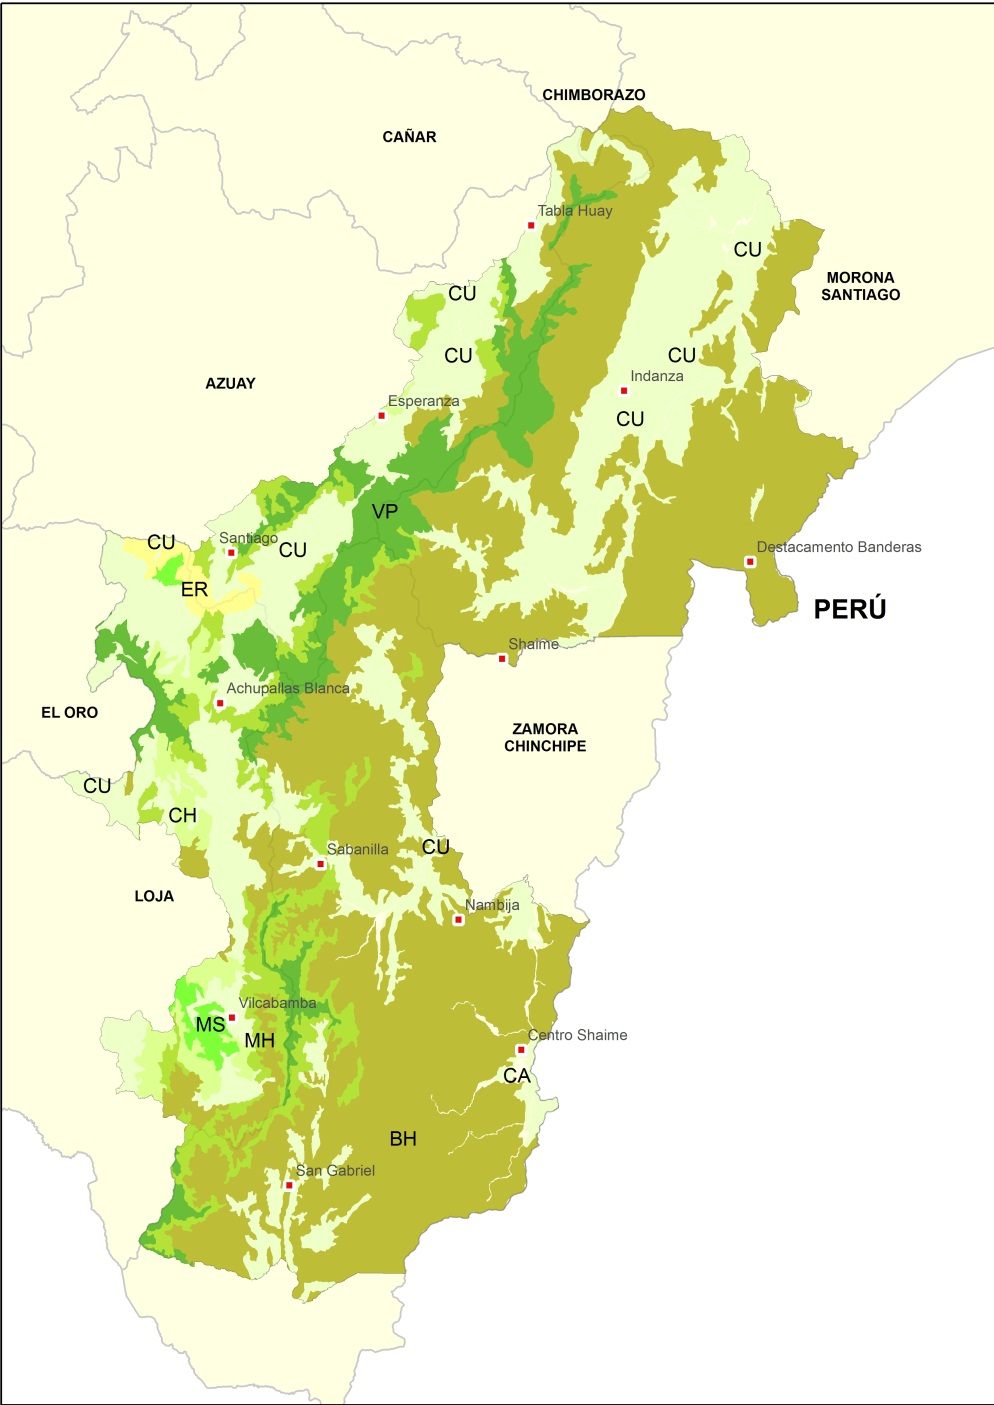 CHIMBORAZO
CAÑAR
Tabla Huay
CU
MORONA
SANTIAGO
CU
CU
CU
AZUAY
Indanza
Esperanza
CU
VP
Santiago
CU
CU
Destacamento Banderas
ER
PERÚ
Shaime
Achupallas Blanca
EL ORO
ZAMORA
CHINCHIPE
CU
CH
CU
Sabanilla
LOJA
Nambija
Vilcabamba
MS
MH
Centro Shaime
CA
BH
San Gabriel